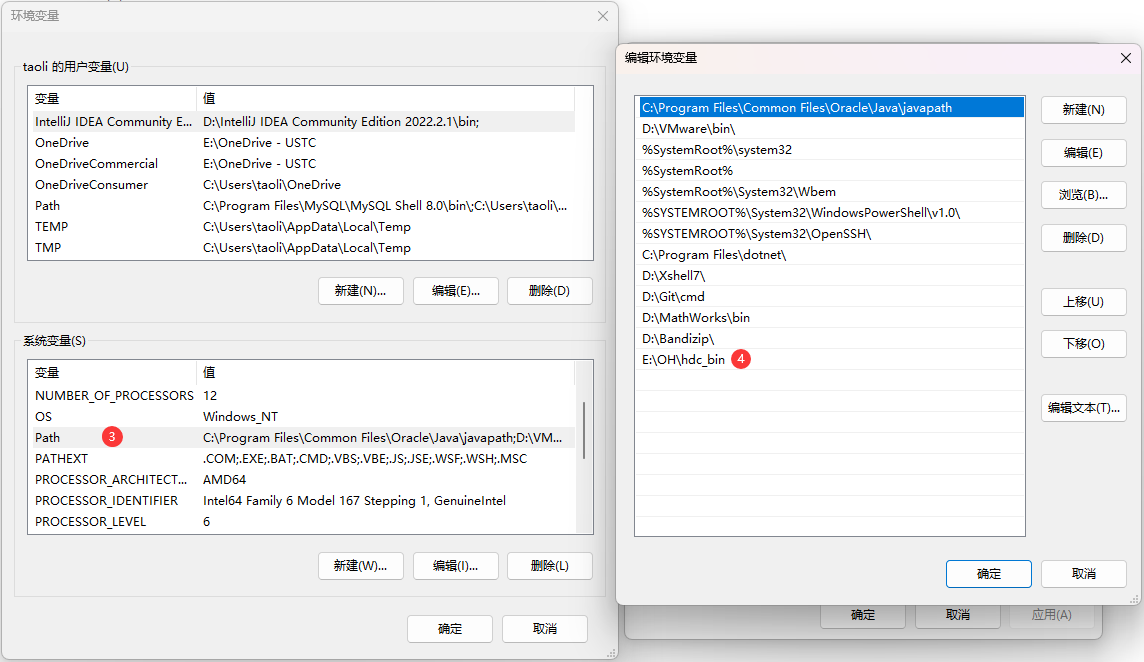 环境变量
taoli 的用户变量(U)
变量 值
IntelliJ IDEA Community E... D:\IntelliJ IDEA Community Edition 2022.2.1\bin;
OneDrive E:\OneDrive - USTC
OneDriveCommercial E:\OneDrive - USTC
OneDriveConsumer C:\Users\taoli\OneDrive
Path C:\Program Files\MySQL\MySQL Shell 8.0\bin\;C:\Users\taoli\...
TEMP C:\Users\taoli\AppData\Local\Temp
TMP C:\Users\taoli\AppData\Local\Temp
新建(N)... 编辑(E)... 删除(D)
系统变量(S)
变量 值
NUMBER_OF_PROCESSORS 12
OS Windows_NT
Path 3 C:\Program Files\Common Files\Oracle\Java\javapath;D:\VM...
PATHEXT .COM;.EXE;.BAT;.CMD;.VBS;.VBE;.JS;.JSE;.WSF;.WSH;.MSC
PROCESSOR_ARCHITECT... AMD64
PROCESSOR_IDENTIFIER Intel64 Family 6 Model 167 Stepping 1, GenuineIntel
PROCESSOR_LEVEL 6
新建(W)... 编辑(I)... 删除(L)
确定 取消
编辑环境变量
C:\Program Files\Common Files\Oracle\Java\javapath
D:\VMware\bin\
%SystemRoot%\system32
%SystemRoot%
%SystemRoot%\System32\Wbem
%SYSTEMROOT%\System32\WindowsPowerShell\v1.0\
%SYSTEMROOT%\System32\OpenSSH\
C:\Program Files\dotnet\
D:\Xshell7\
D:\Git\cmd
D:\MathWorks\bin
D:\Bandizip\
E:\OH\hdc_bin 4
新建(N)
编辑(E)
浏览(B)...
删除(D)
上移(U)
下移(O)
编辑文本(T)...
确定 取消
确定 取消 应用(A)